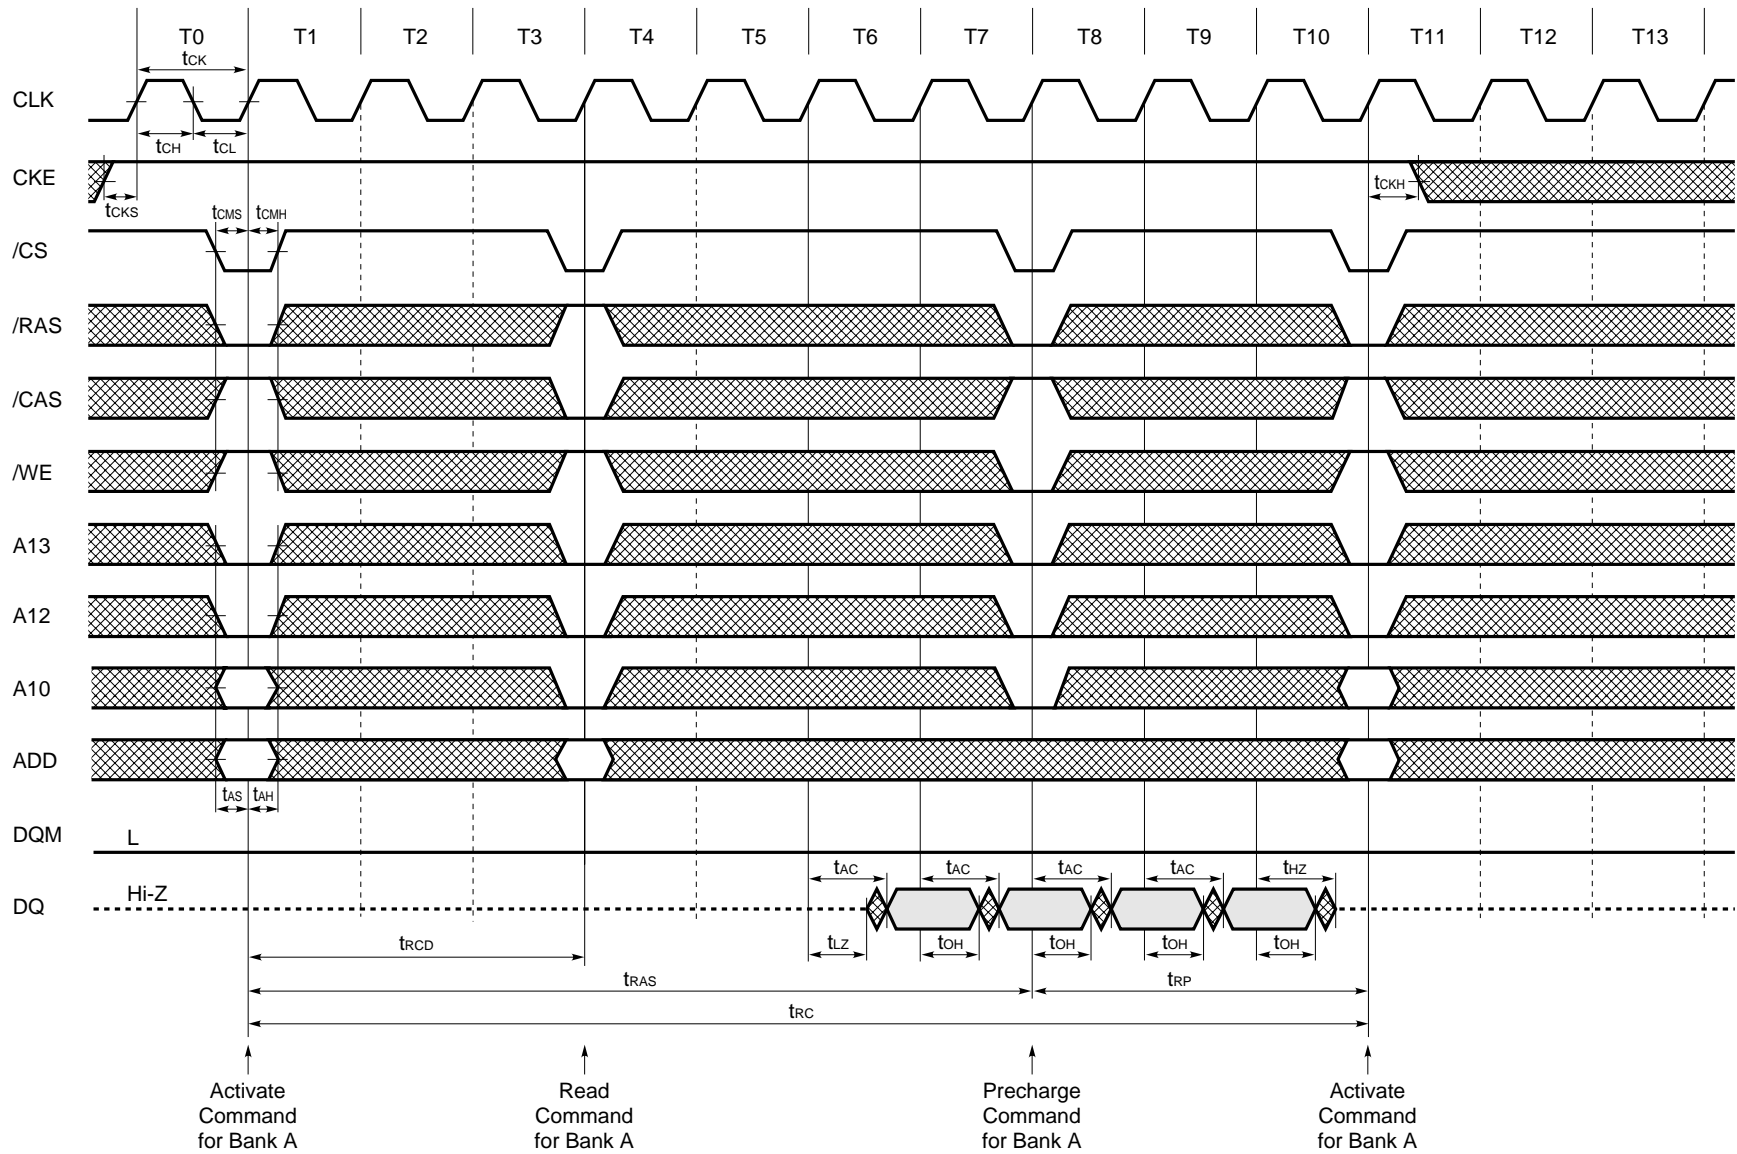 T0 T1 T2 T3 T4 T5 T6 T7 T8 T9 T10 T11 T12 T13
tCK
CLK
tCH tCL
CKE
tCKS tCKH
tCMS tCMH
/CS
/RAS
/CAS
/WE
A13
A12
A10
ADD
tAS tAH
DQM L
tAC tAC tAC tAC tHZ
DQ Hi-Z
tLZ tOH tOH tOH tOH
tRCD
tRAS tRP
tRC
Activate
Command
for Bank A
Read
Command
for Bank A
Precharge
Command
for Bank A
Activate
Command
for Bank A